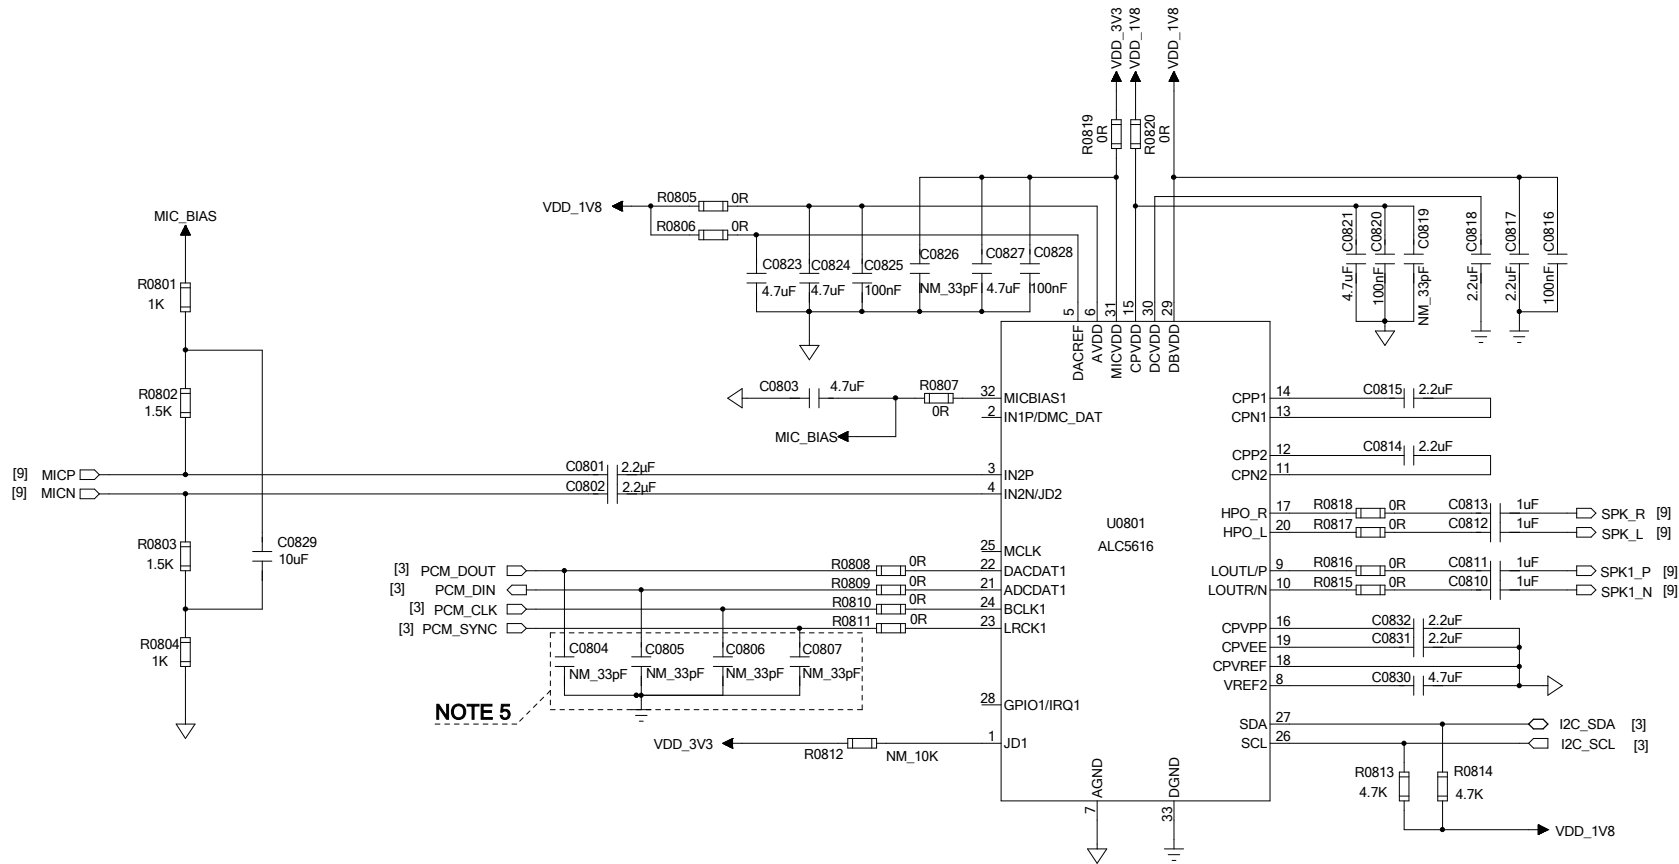 VDD_3V3
VDD_1V8
VDD_1V8
R0819
0R
R0820
0R
VDD_1V8
R0805
0R
R0806
0R
C0823
4.7uF
C0824
4.7uF
C0825
100nF
C0826
NM_33pF
C0827
4.7uF
C0828
100nF
C0821
4.7uF
C0820
100nF
C0819
NM_33pF
C0818
2.2uF
C0817
2.2uF
C0816
100nF
MIC_BIAS
R0801
1K
R0802
1.5K
[9] MICP
[9] MICN
R0803
1.5K
C0829
10uF
R0804
1K
C0801
2.2µF
C0802
2.2µF
C0803
4.7uF
R0807
0R
MIC_BIAS
5
DACREF
6
AVDD
31
MICVDD
15
CPVDD
30
DCVDD
29
DBVDD
32 MICBIAS1
2 IN1P/DMC_DAT
3 IN2P
4 IN2N/JD2
25 MCLK
22 DACDAT1
21 ADCDAT1
24 BCLK1
23 LRCK1
28 GPIO1/IRQ1
1 JD1
U0801
ALC5616
[3] PCM_DOUT
R0808
0R
[3] PCM_DIN
R0809
0R
[3] PCM_CLK
R0810
0R
[3] PCM_SYNC
R0811
0R
C0804
NM_33pF
C0805
NM_33pF
C0806
NM_33pF
C0807
NM_33pF
NOTE 5
VDD_3V3
R0812
NM_10K
AGND
7
DGND
33
CPP1 14
C0815
2.2uF
CPN1 13
CPP2 12
C0814
2.2uF
CPN2 11
HPO_R 17
R0818
0R
C0813
1uF
SPK_R [9]
HPO_L 20
R0817
0R
C0812
1uF
SPK_L [9]
LOUTL/P 9
R0816
0R
C0811
1uF
SPK1_P [9]
LOUTR/N 10
R0815
0R
C0810
1uF
SPK1_N [9]
CPVPP 16
C0832
2.2uF
CPVEE 19
C0831
2.2uF
CPVREF 18
VREF2 8
C0830
4.7uF
SDA 27
I2C_SDA [3]
SCL 26
I2C_SCL [3]
R0813
4.7K
R0814
4.7K
VDD_1V8